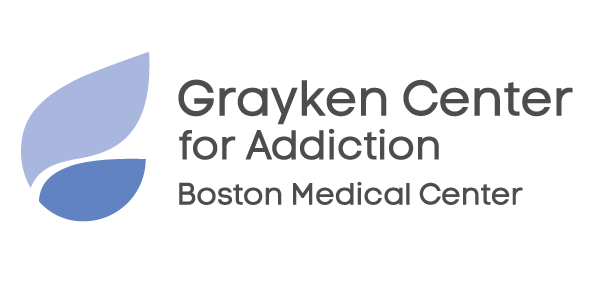 Grayken Center
for Addiction
Boston Medical Center